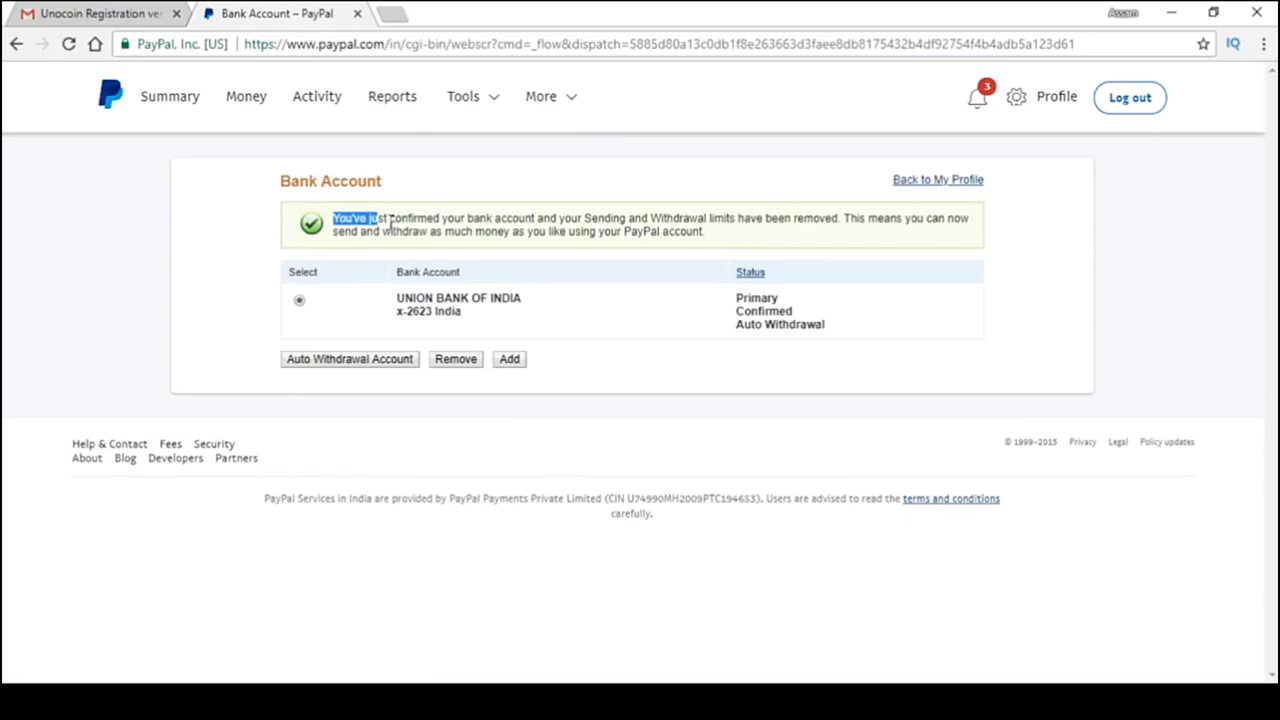 Unocoin Registration ve
Bank Account – PayPal
Assam
PayPal, Inc. [US]
https://www.paypal.com/in/cgi-bin/webscr?cmd=_flow&dispatch=5885d80a13c0db1f8e263663d3faee8db8175432b4df92754f4b4adb5a123d61
IQ
Summary Money Activity Reports Tools More
3
Profile
Log out
Bank Account
Back to My Profile
You've just confirmed your bank account and your Sending and Withdrawal limits have been removed. This means you can now
send and withdraw as much money as you like using your PayPal account.
Select Bank Account Status
UNION BANK OF INDIA
x-2623 India
Primary
Confirmed
Auto Withdrawal
Auto Withdrawal Account Remove Add
Help & Contact Fees Security
About Blog Developers Partners
© 1999–2015 Privacy Legal Policy updates
PayPal Services in India are provided by PayPal Payments Private Limited (CIN U74990MH2009PTC194653). Users are advised to read the terms and conditions
carefully.